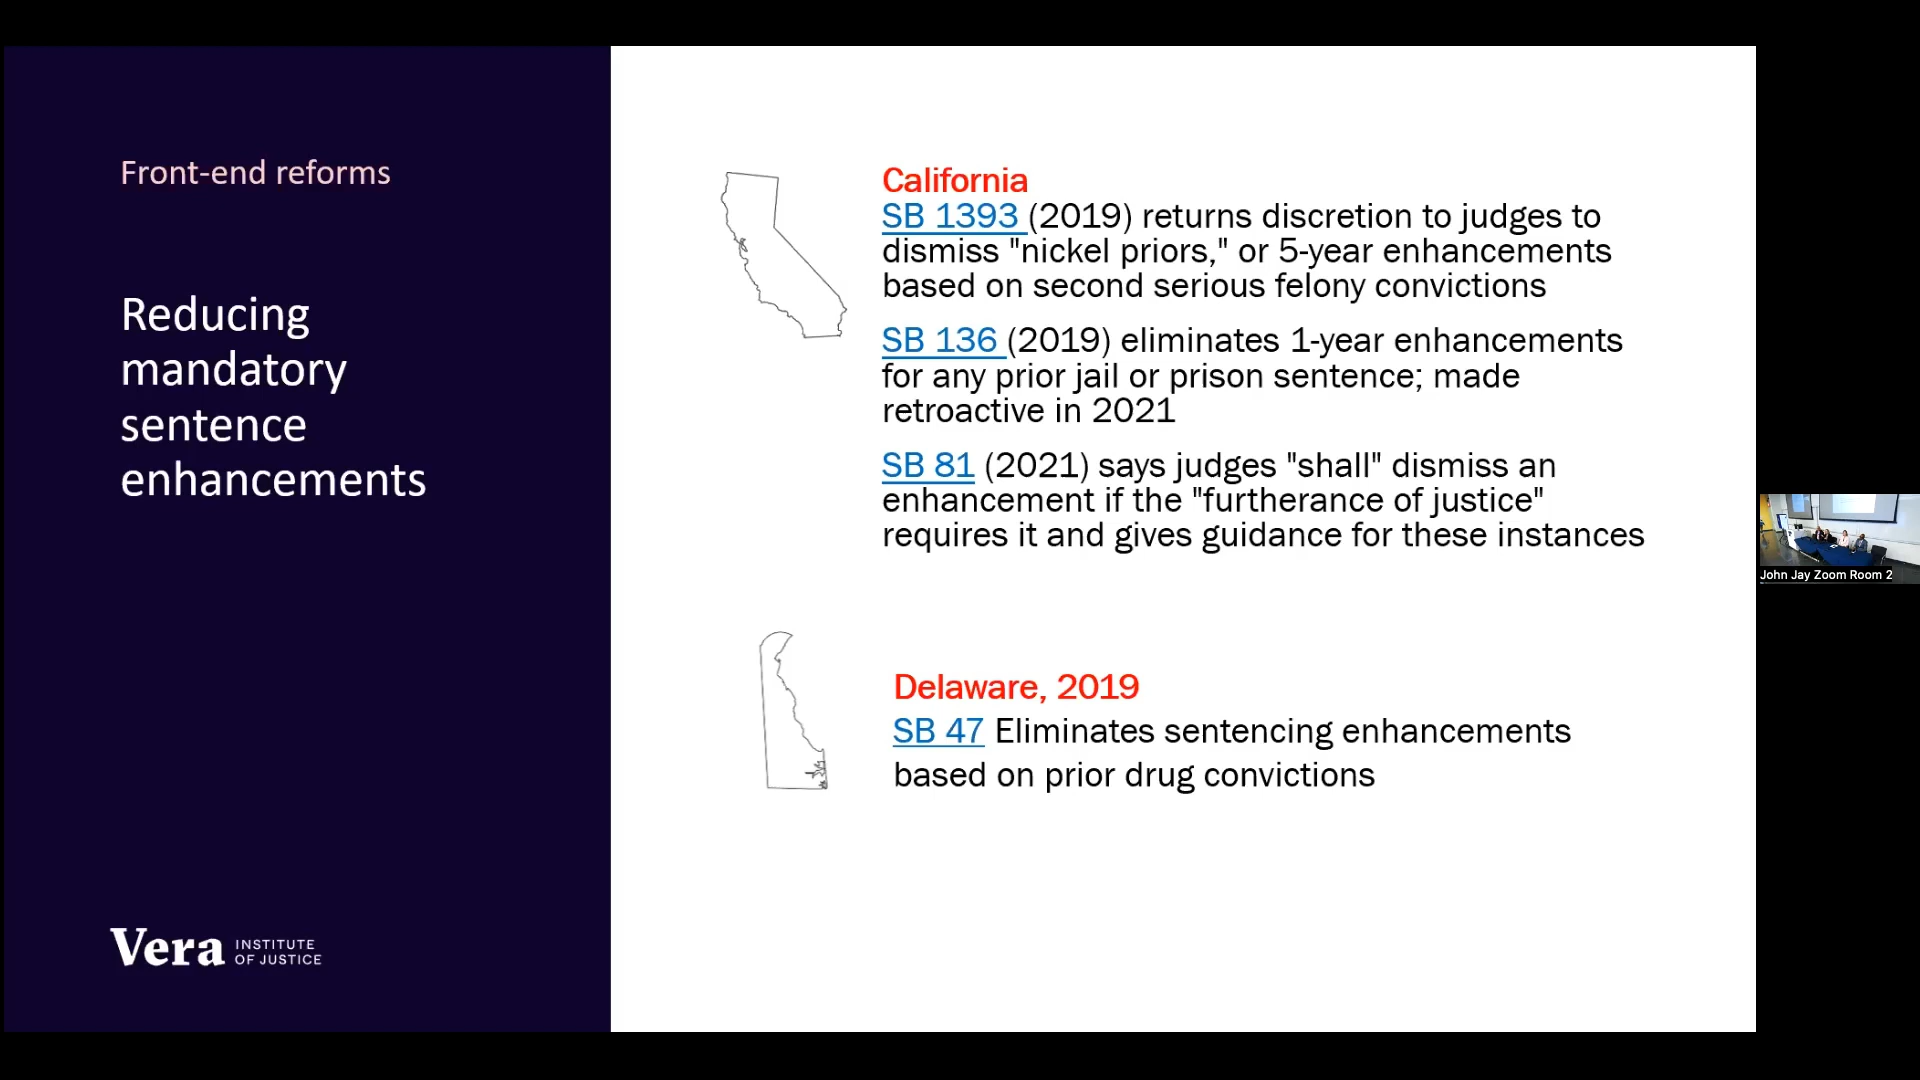 Front-end reforms
Reducing
mandatory
sentence
enhancements
Vera INSTITUTE
OF JUSTICE
California
SB 1393 (2019) returns discretion to judges to
dismiss "nickel priors," or 5-year enhancements
based on second serious felony convictions
SB 136 (2019) eliminates 1-year enhancements
for any prior jail or prison sentence; made
retroactive in 2021
SB 81 (2021) says judges "shall" dismiss an
enhancement if the "furtherance of justice"
requires it and gives guidance for these instances
Delaware, 2019
SB 47 Eliminates sentencing enhancements
based on prior drug convictions
John Jay Zoom Room 2